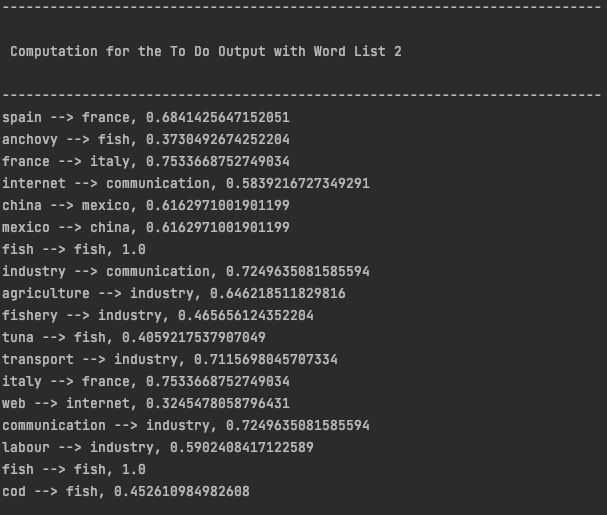 ---------------------------------------------------------------------------
Computation for the To Do Output with Word List 2
---------------------------------------------------------------------------
spain --> france, 0.6841425647152051
anchovy --> fish, 0.3730492674252204
france --> italy, 0.7533668752749034
internet --> communication, 0.5839216727349291
china --> mexico, 0.6162971001901199
mexico --> china, 0.6162971001901199
fish --> fish, 1.0
industry --> communication, 0.7249635081585594
agriculture --> industry, 0.646218511829816
fishery --> industry, 0.465656124352204
tuna --> fish, 0.4059217537907049
transport --> industry, 0.7115698045707334
italy --> france, 0.7533668752749034
web --> internet, 0.3245478058796431
communication --> industry, 0.7249635081585594
labour --> industry, 0.5902408417122589
fish --> fish, 1.0
cod --> fish, 0.452610984982608